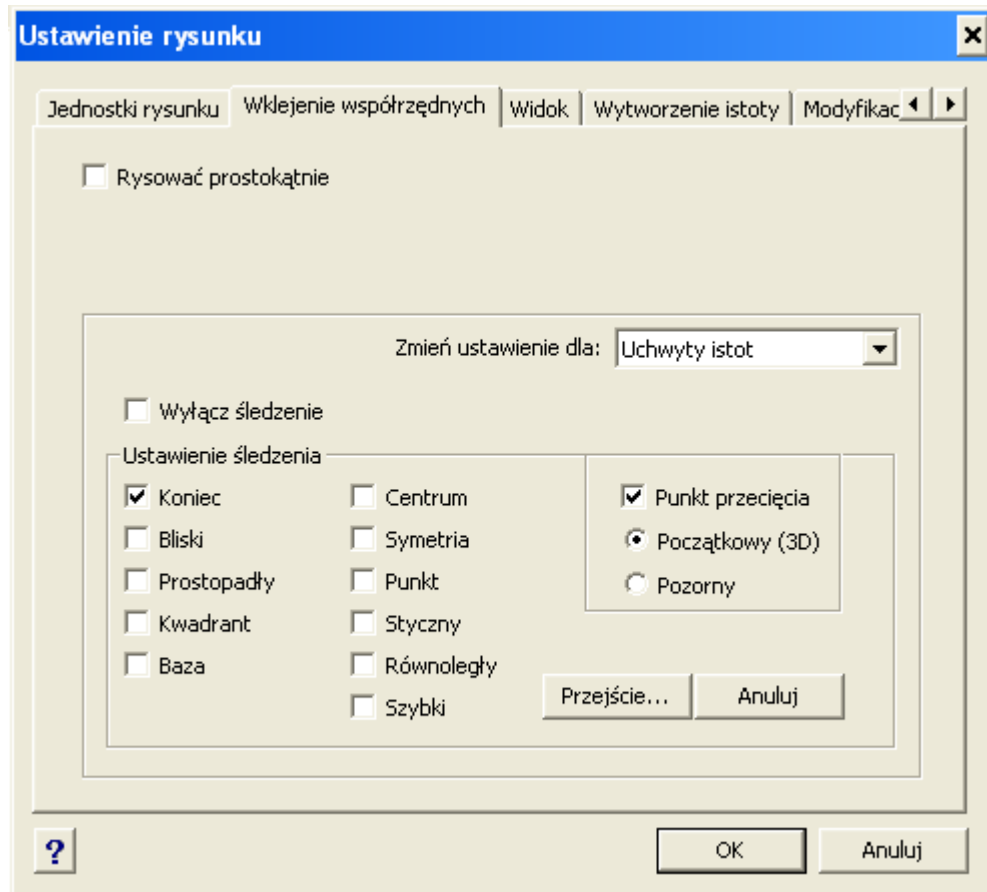 Ustawienie rysunku
Jednostki rysunku Wklejenie współrzędnych Widok Wytworzenie istoty Modyfikac
Rysować prostokątnie
Zmień ustawienie dla: Uchwyty istot
Wyłącz śledzenie
Ustawienie śledzenia
Koniec Centrum Punkt przecięcia
Bliski Symetria Początkowy (3D)
Prostopadły Punkt Pozorny
Kwadrant Styczny
Baza Równoległy
Szybki Przejście... Anuluj
? OK Anuluj